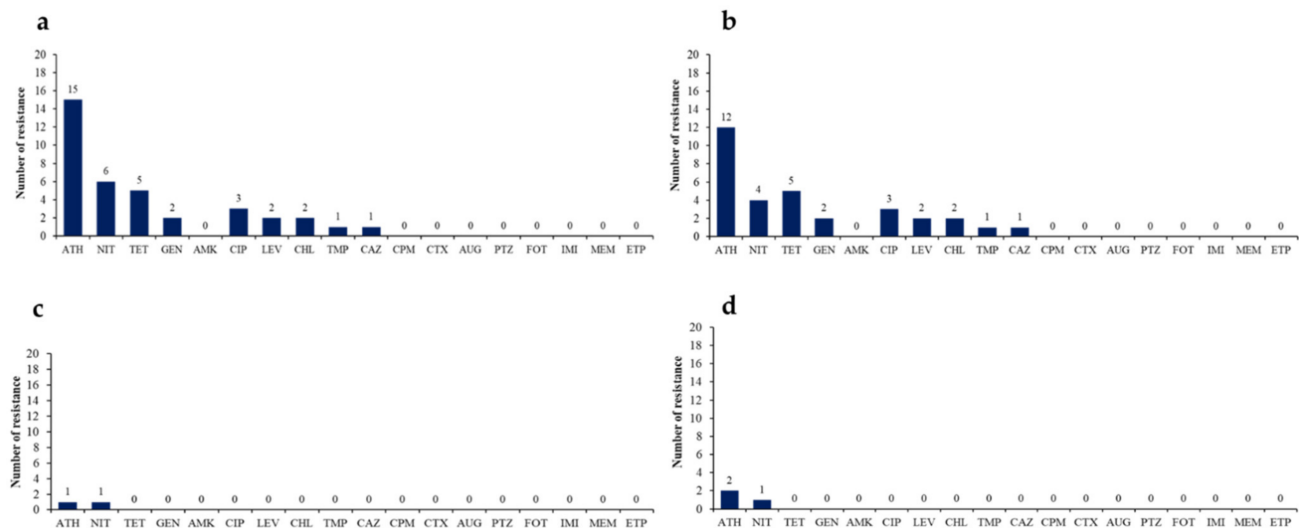 a
Number of resistance
20
18
16
14
12
10
8
6
4
2
0
15 6 5 2 0 3 2 2 1 1 0 0 0 0 0 0 0 0
ATH NIT TET GEN AMK CIP LEV CHL TMP CAZ CPM CTX AUG PTZ FOT IMI MEM ETP
b
Number of resistance
20
18
16
14
12
10
8
6
4
2
0
12 4 5 2 0 3 2 2 1 1 0 0 0 0 0 0 0 0
ATH NIT TET GEN AMK CIP LEV CHL TMP CAZ CPM CTX AUG PTZ FOT IMI MEM ETP
c
Number of resistance
20
18
16
14
12
10
8
6
4
2
0
1 1 0 0 0 0 0 0 0 0 0 0 0 0 0 0 0 0
ATH NIT TET GEN AMK CIP LEV CHL TMP CAZ CPM CTX AUG PTZ FOT IMI MEM ETP
d
Number of resistance
20
18
16
14
12
10
8
6
4
2
0
2 1 0 0 0 0 0 0 0 0 0 0 0 0 0 0 0 0
ATH NIT TET GEN AMK CIP LEV CHL TMP CAZ CPM CTX AUG PTZ FOT IMI MEM ETP